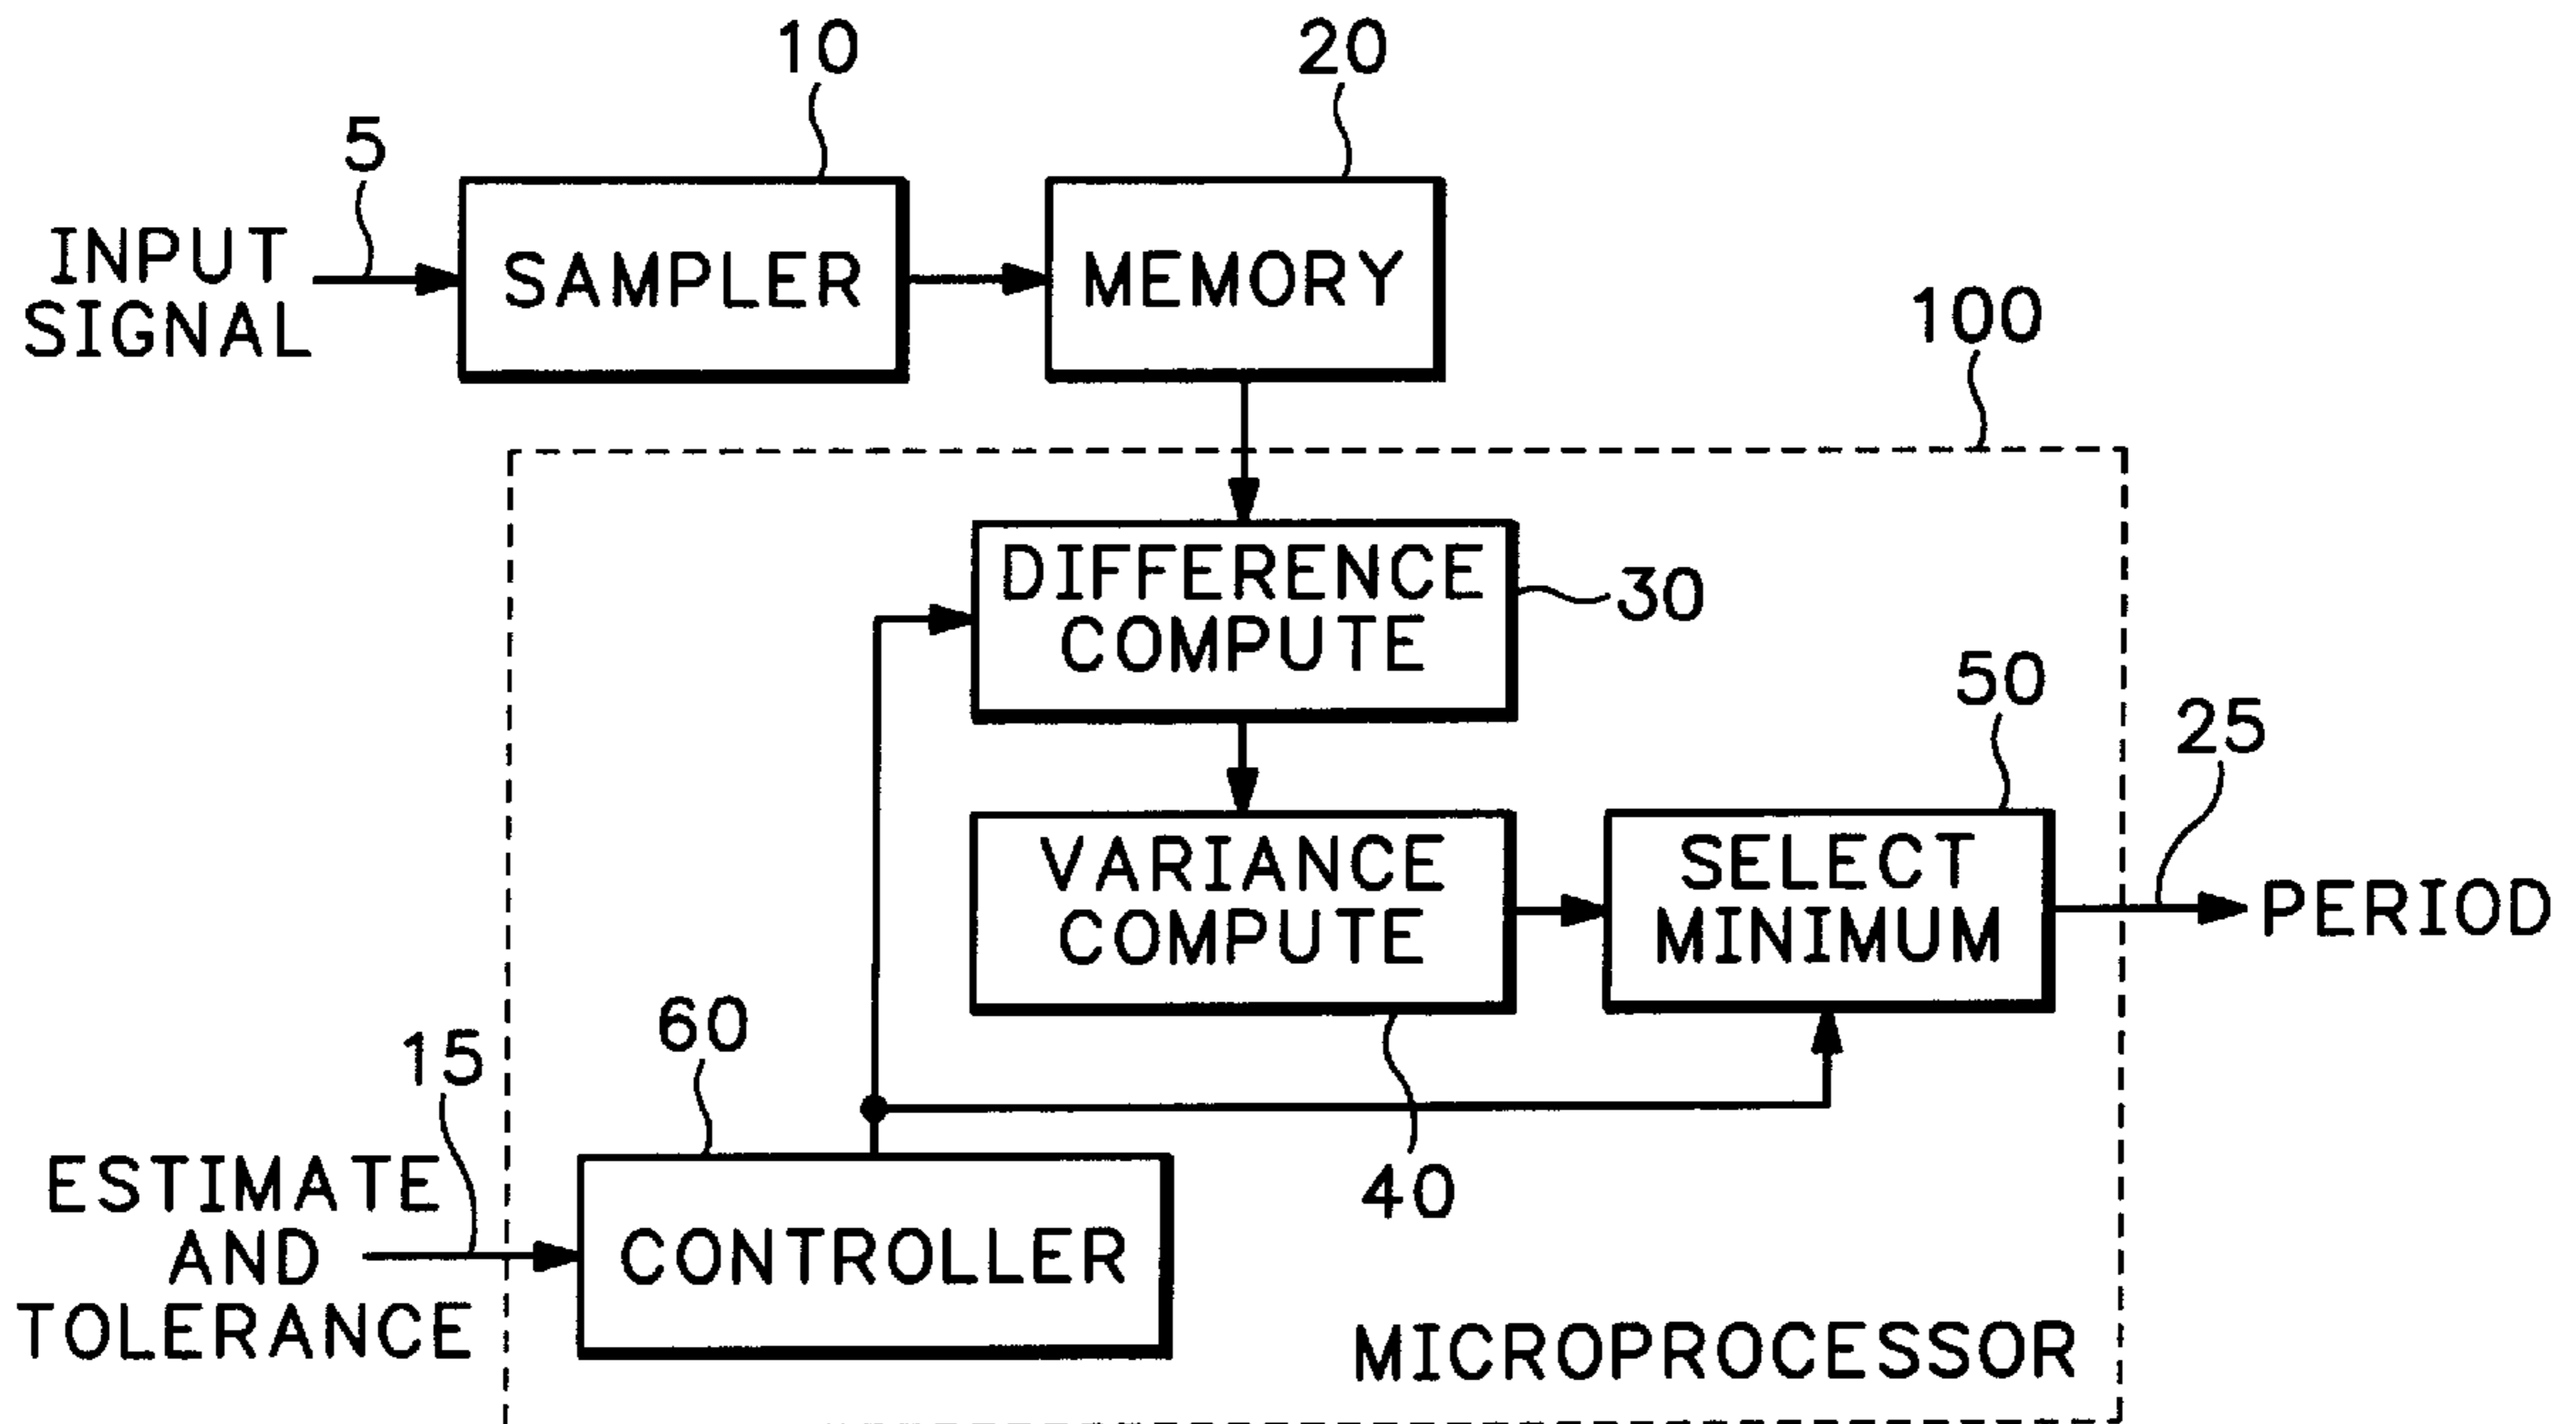 10
20
5
INPUT
SIGNAL
SAMPLER
MEMORY
100
DIFFERENCE
COMPUTE
30
50
25
VARIANCE
COMPUTE
SELECT
MINIMUM
PERIOD
60
15
40
ESTIMATE
AND
TOLERANCE
CONTROLLER
MICROPROCESSOR